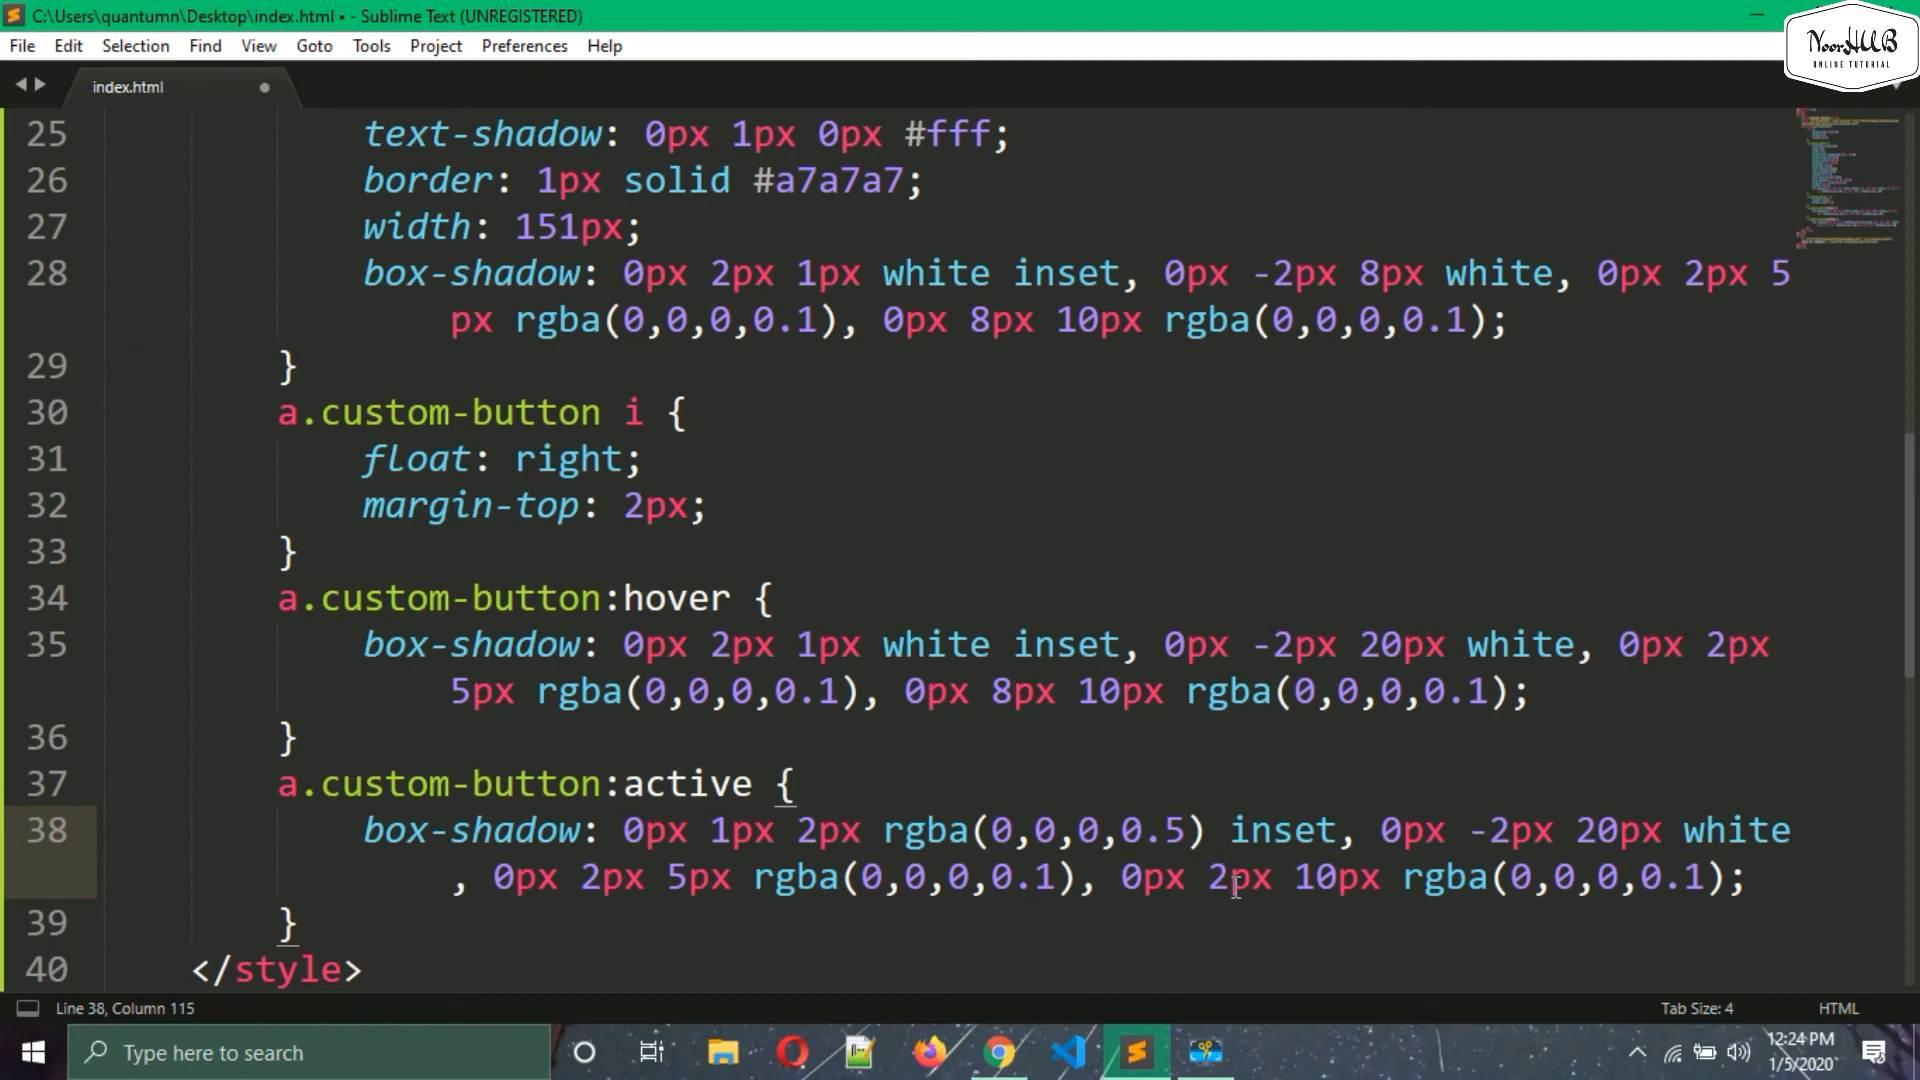 C:\Users\quantumn\Desktop\index.html • - Sublime Text (UNREGISTERED)
NoorHUB
ONLINE TUTORIAL
File Edit Selection Find View Goto Tools Project Preferences Help
index.html
25 text-shadow: 0px 1px 0px #fff;
26 border: 1px solid #a7a7a7;
27 width: 151px;
28 box-shadow: 0px 2px 1px white inset, 0px -2px 8px white, 0px 2px 5
px rgba(0,0,0,0.1), 0px 8px 10px rgba(0,0,0,0.1);
29 }
30 a.custom-button i {
31 float: right;
32 margin-top: 2px;
33 }
34 a.custom-button:hover {
35 box-shadow: 0px 2px 1px white inset, 0px -2px 20px white, 0px 2px
5px rgba(0,0,0,0.1), 0px 8px 10px rgba(0,0,0,0.1);
36 }
37 a.custom-button:active {
38 box-shadow: 0px 1px 2px rgba(0,0,0,0.5) inset, 0px -2px 20px white
, 0px 2px 5px rgba(0,0,0,0.1), 0px 2px 10px rgba(0,0,0,0.1);
39 }
40 </style>
Line 38, Column 115 Tab Size: 4 HTML
Type here to search
12:24 PM
1/5/2020